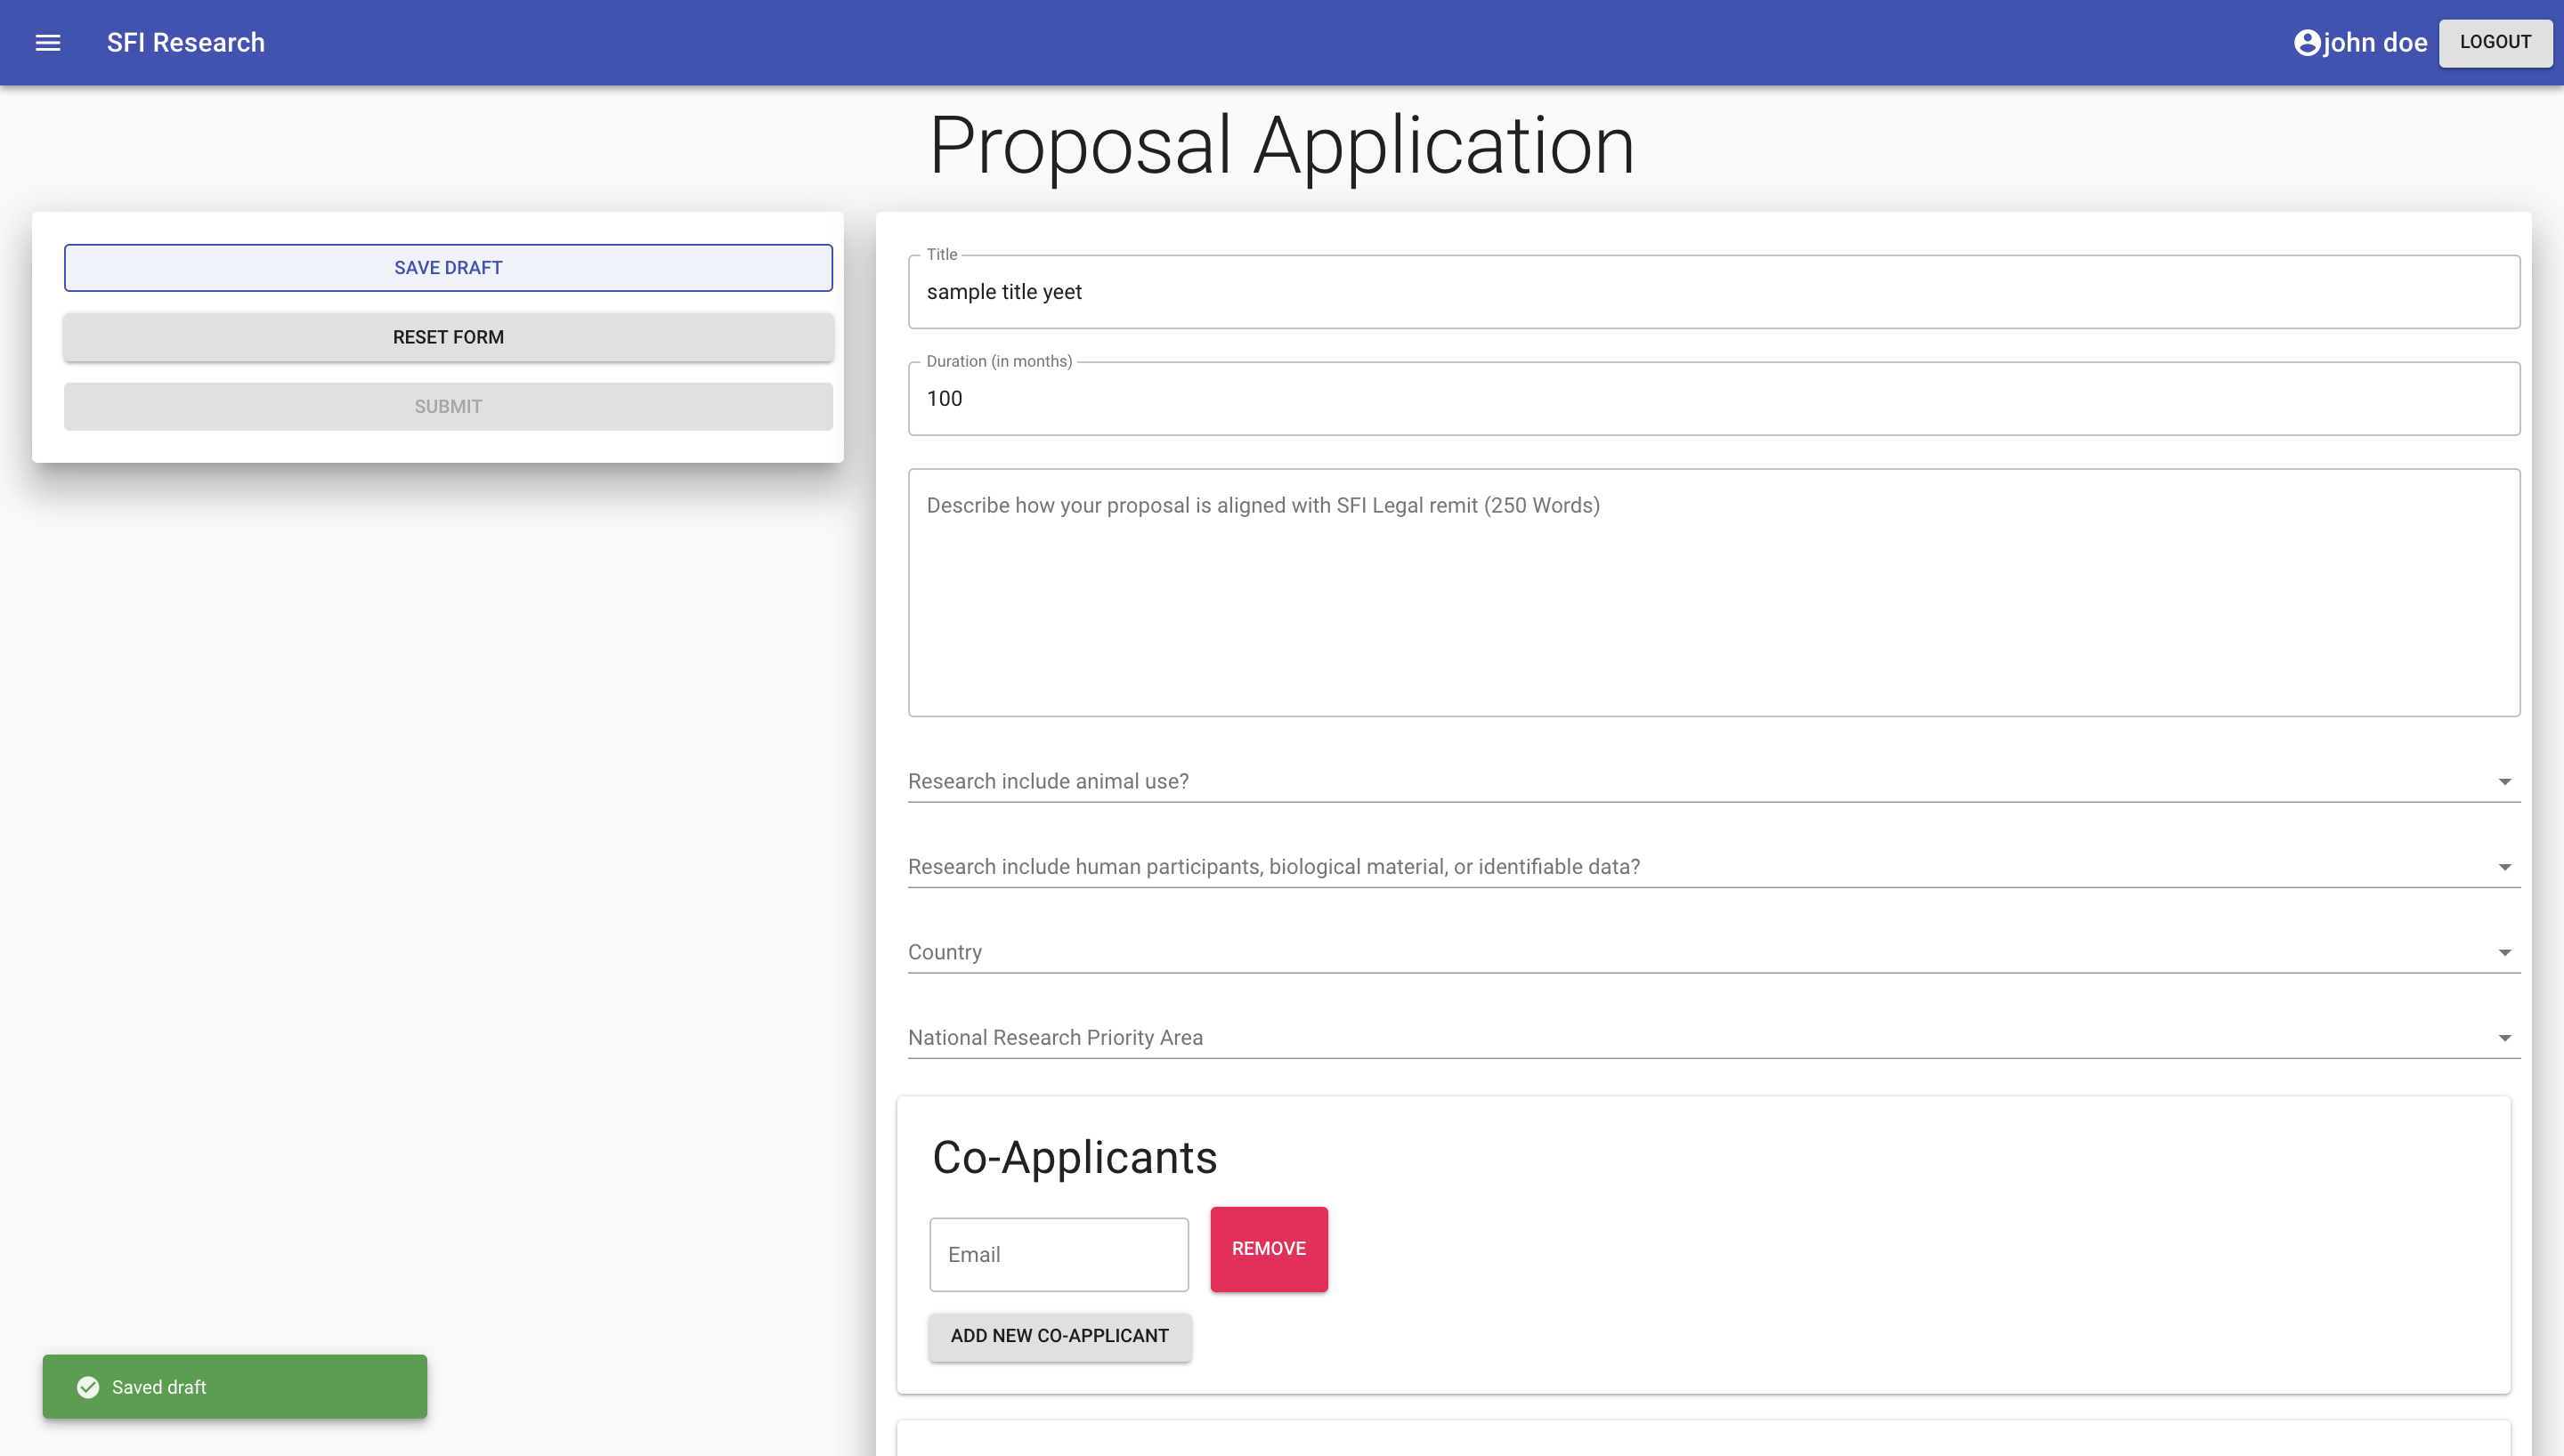 SFI Research
john doe
LOGOUT
Proposal Application
SAVE DRAFT
RESET FORM
SUBMIT
Title
sample title yeet
Duration (in months)
100
Describe how your proposal is aligned with SFI Legal remit (250 Words)
Research include animal use?
Research include human participants, biological material, or identifiable data?
Country
National Research Priority Area
Co-Applicants
Email
REMOVE
ADD NEW CO-APPLICANT
Saved draft